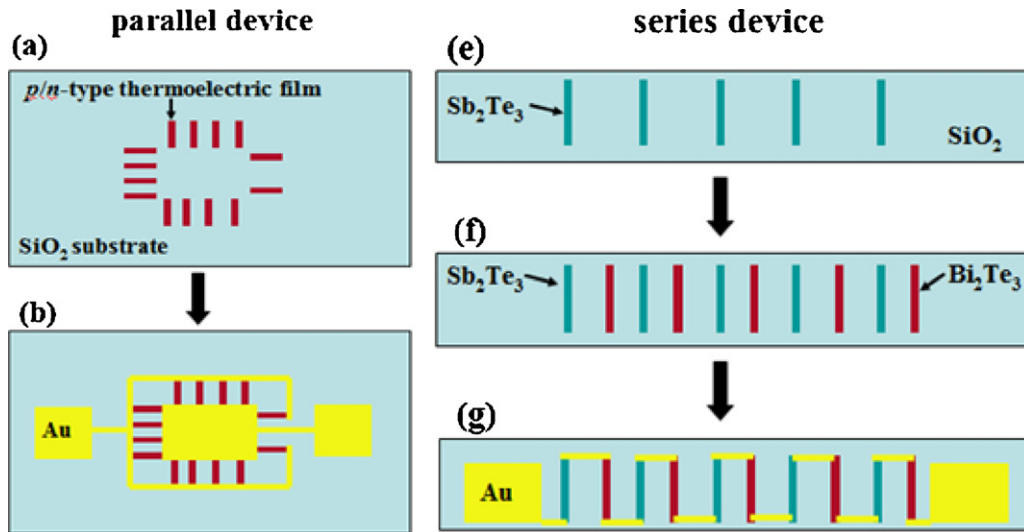 parallel device
(a)
p/n-type thermoelectric film
SiO₂ substrate
(b)
Au
series device
(e)
Sb₂Te₃
SiO₂
(f)
Sb₂Te₃
Bi₂Te₃
(g)
Au